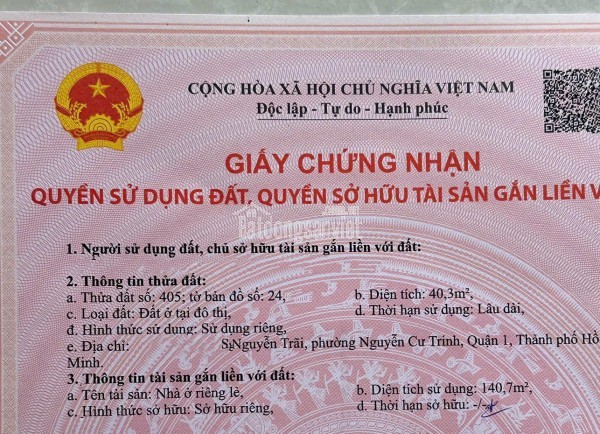 CỘNG HÒA XÃ HỘI CHỦ NGHĨA VIỆT NAM
Độc lập - Tự do - Hạnh phúc
GIẤY CHỨNG NHẬN
QUYỀN SỬ DỤNG ĐẤT, QUYỀN SỞ HỮU TÀI SẢN GẮN LIỀN V
1. Người sử dụng đất, chủ sở hữu tài sản gắn liền với đất:
2. Thông tin thửa đất:
a. Thửa đất số: 405; tờ bản đồ số: 24, b. Diện tích: 40,3m²,
c. Loại đất: Đất ở tại đô thị, d. Thời hạn sử dụng: Lâu dài,
đ. Hình thức sử dụng: Sử dụng riêng,
e. Địa chỉ: Nguyễn Trãi, phường Nguyễn Cư Trinh, Quận 1, Thành phố Hồ
Minh.
3. Thông tin tài sản gắn liền với đất:
a. Tên tài sản: Nhà ở riêng lẻ, b. Diện tích sử dụng: 140,7m²,
c. Hình thức sở hữu: Sở hữu riêng, d. Thời hạn sở hữu: -/-